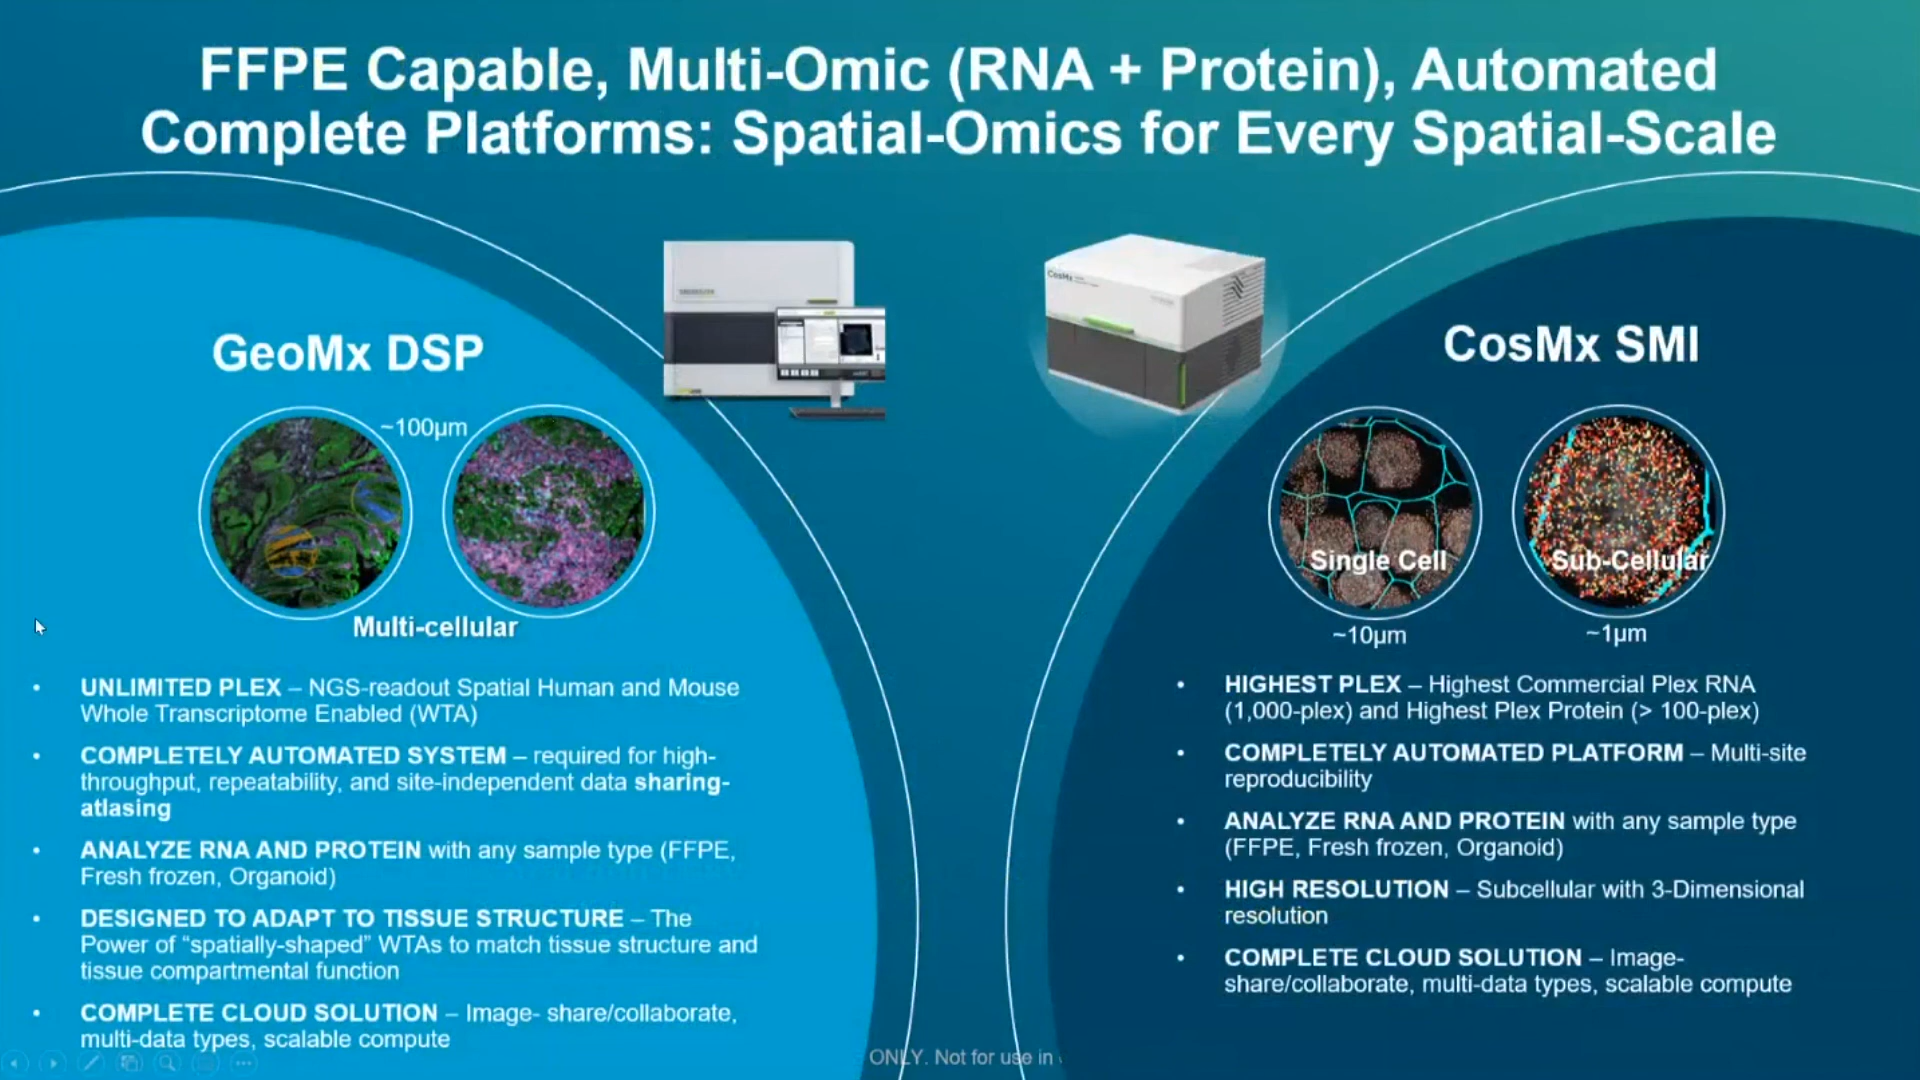 FFPE Capable, Multi-Omic (RNA + Protein), Automated
Complete Platforms: Spatial-Omics for Every Spatial-Scale
GeoMx DSP
~100µm
Multi-cellular
• UNLIMITED PLEX – NGS-readout Spatial Human and Mouse
Whole Transcriptome Enabled (WTA)
• COMPLETELY AUTOMATED SYSTEM – required for high-
throughput, repeatability, and site-independent data sharing-
atlasing
• ANALYZE RNA AND PROTEIN with any sample type (FFPE,
Fresh frozen, Organoid)
• DESIGNED TO ADAPT TO TISSUE STRUCTURE – The
Power of “spatially-shaped” WTAs to match tissue structure and
tissue compartmental function
• COMPLETE CLOUD SOLUTION – Image- share/collaborate,
multi-data types, scalable compute
CosMx
CosMx SMI
Single Cell
Sub-Cellular
~10µm
~1µm
• HIGHEST PLEX – Highest Commercial Plex RNA
(1,000-plex) and Highest Plex Protein (> 100-plex)
• COMPLETELY AUTOMATED PLATFORM – Multi-site
reproducibility
• ANALYZE RNA AND PROTEIN with any sample type
(FFPE, Fresh frozen, Organoid)
• HIGH RESOLUTION – Subcellular with 3-Dimensional
resolution
• COMPLETE CLOUD SOLUTION – Image-
share/collaborate, multi-data types, scalable compute
ONLY. Not for use in